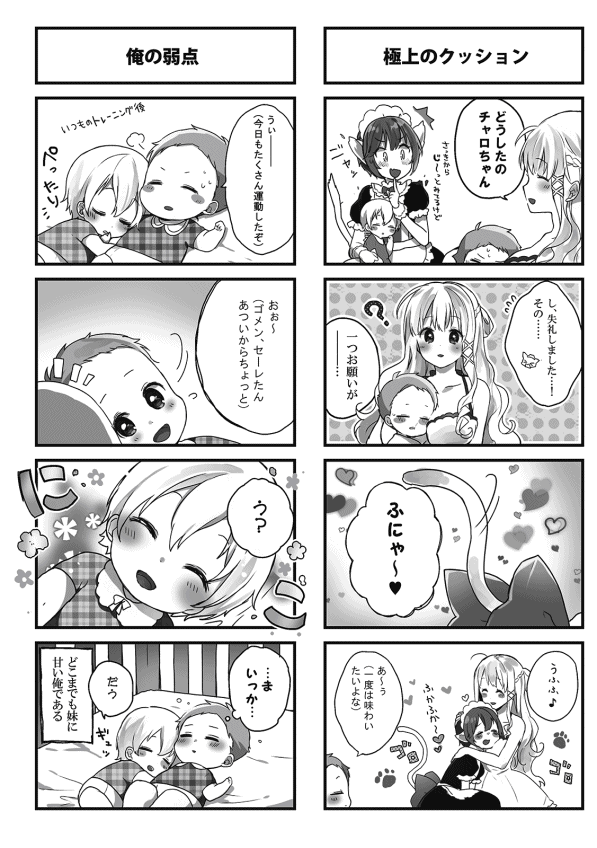 極上のクッション
どうしたの
チャロちゃん
さっきから
じ〜っとみてるけど
し、失礼しました…!
その……
?
一つお願いが
───…
ふにゃ〜♥
うふふ♪
ふかふか〜
ゴロ
ゴロ
あ〜ぅ
(一度は味わい
たいよな)
俺の弱点
いつものトレーニング後
うぃ───
(今日もたくさん
運動したぞ)
ぺったり
おぉ〜
(ゴメン、セーレたん
あついからちょっと)
う?
にこ
…ま
いっか…
だぅ
ギュッ
どこまでも妹に
甘い俺である